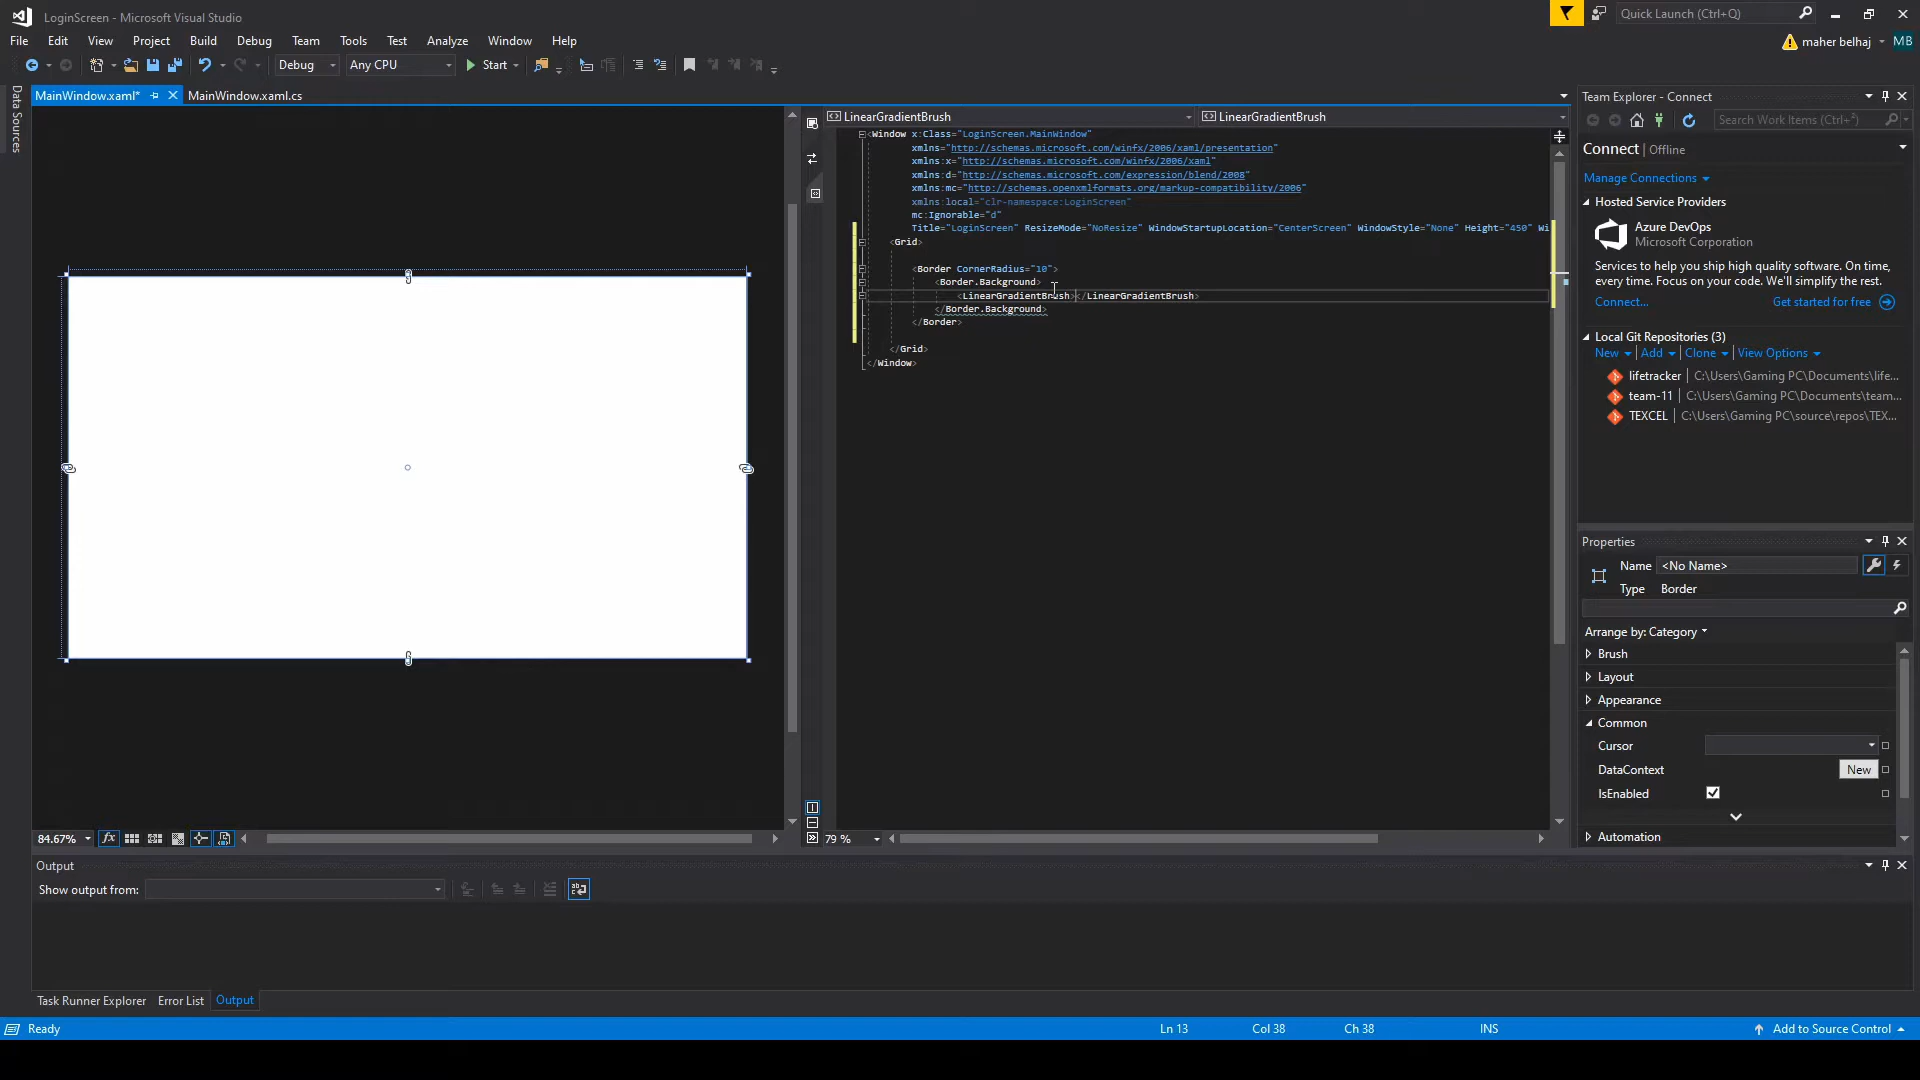 LoginScreen - Microsoft Visual Studio
Quick Launch (Ctrl+Q)
File Edit View Project Build Debug Team Tools Test Analyze Window Help
maher belhaj MB
Debug Any CPU Start
Data Sources
MainWindow.xaml* MainWindow.xaml.cs
LinearGradientBrush LinearGradientBrush
<Window x:Class="LoginScreen.MainWindow"
xmlns="http://schemas.microsoft.com/winfx/2006/xaml/presentation"
xmlns:x="http://schemas.microsoft.com/winfx/2006/xaml"
xmlns:d="http://schemas.microsoft.com/expression/blend/2008"
xmlns:mc="http://schemas.openxmlformats.org/markup-compatibility/2006"
xmlns:local="clr-namespace:LoginScreen"
mc:Ignorable="d"
Title="LoginScreen" ResizeMode="NoResize" WindowStartupLocation="CenterScreen" WindowStyle="None" Height="450" Wi
<Grid>
<Border CornerRadius="10">
<Border.Background>
<LinearGradientBrush></LinearGradientBrush>
</Border.Background>
</Border>
</Grid>
</Window>
84.67%
79 %
Team Explorer - Connect
Search Work Items (Ctrl+')
Connect | Offline
Manage Connections
Hosted Service Providers
Azure DevOps
Microsoft Corporation
Services to help you ship high quality software. On time,
every time. Focus on your code. We'll simplify the rest.
Connect... Get started for free
Local Git Repositories (3)
New | Add | Clone | View Options
lifetracker | C:\Users\Gaming PC\Documents\life...
team-11 | C:\Users\Gaming PC\Documents\team...
TEXCEL | C:\Users\Gaming PC\source\repos\TEX...
Properties
Name <No Name>
Type Border
Arrange by: Category
Brush
Layout
Appearance
Common
Cursor
DataContext New
IsEnabled
Automation
Output
Show output from:
Task Runner Explorer Error List Output
Ready Ln 13 Col 38 Ch 38 INS Add to Source Control